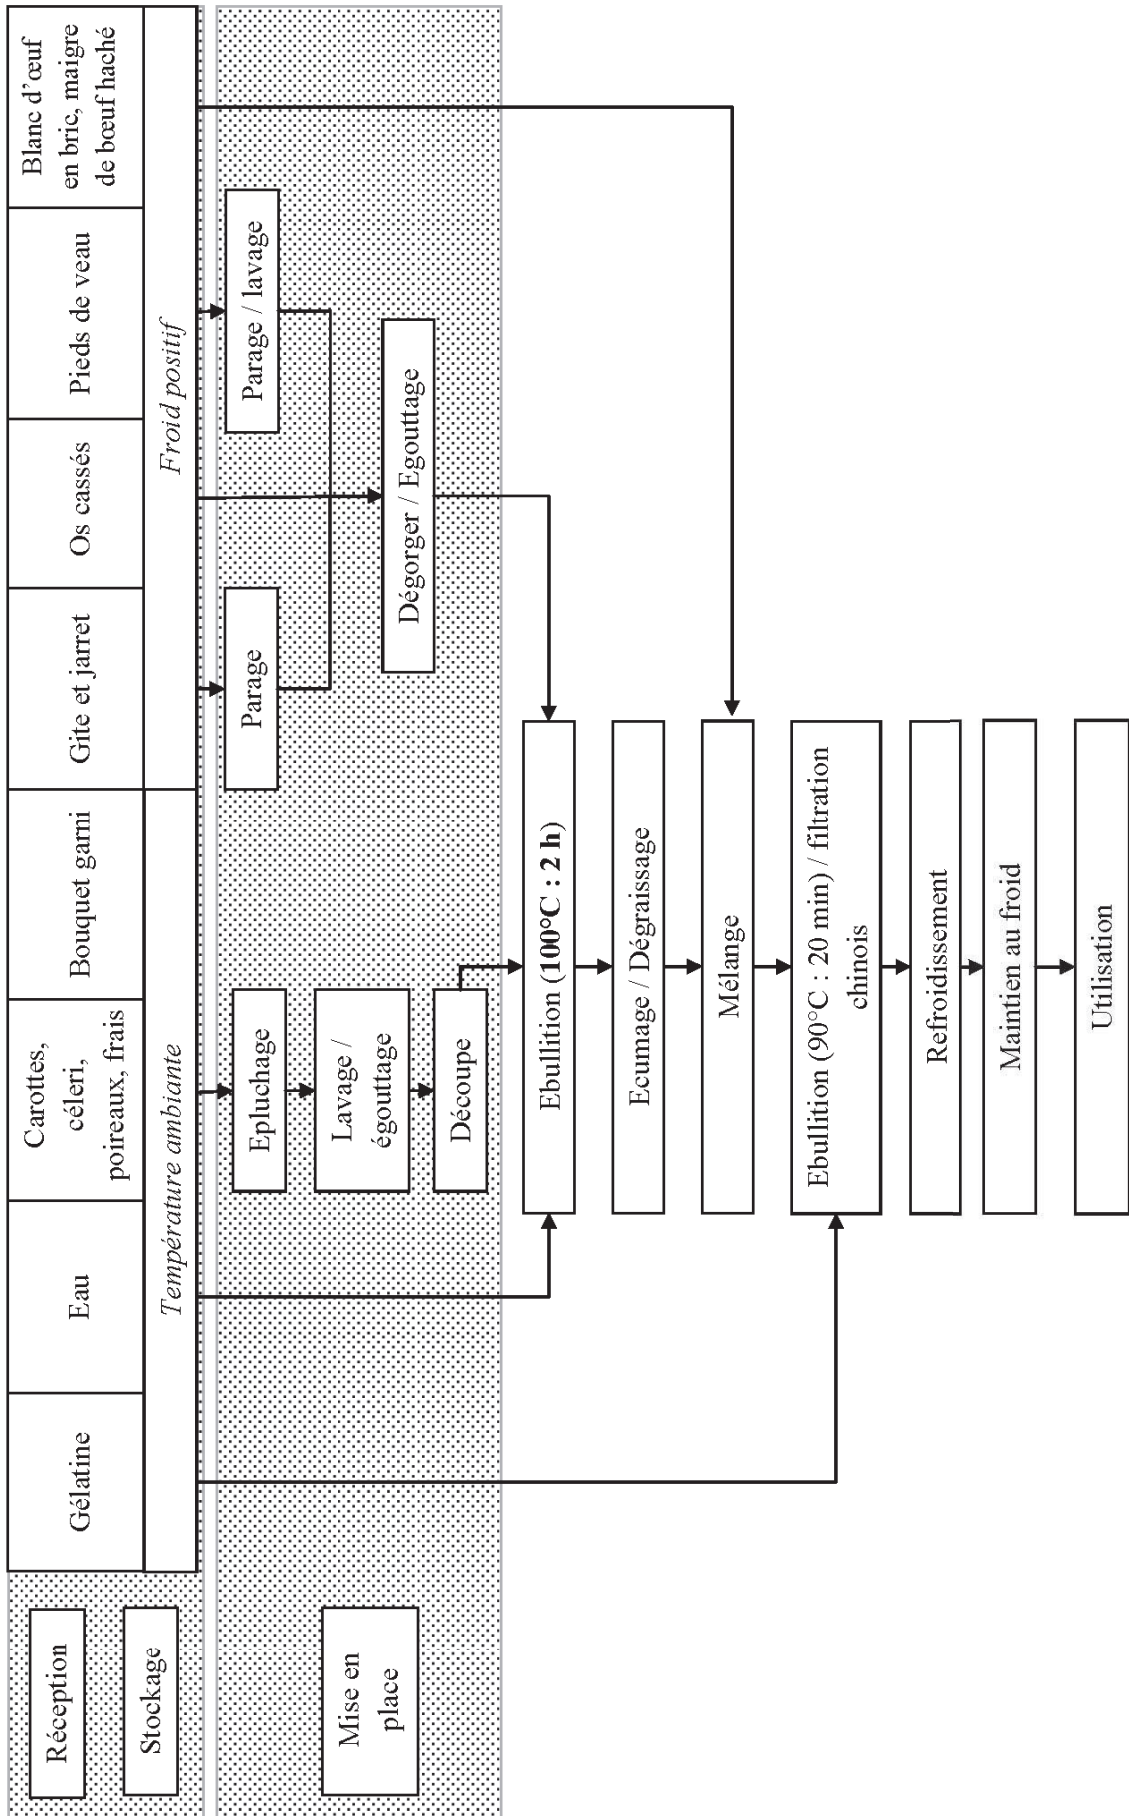 Réception
Gélatine
Eau
Carottes,
céleri,
poireaux, frais
Bouquet garni
Gite et jarret
Os cassés
Pieds de veau
Blanc d'œuf
en bric, maigre
de bœuf haché
Stockage
Température ambiante
Froid positif
Mise en
place
Epluchage
Parage
Parage / lavage
Lavage /
égouttage
Dégorger / Egouttage
Découpe
Ebullition (100°C : 2 h)
Ecumage / Dégraissage
Mélange
Ebullition (90°C : 20 min) / filtration
chinois
Refroidissement
Maintien au froid
Utilisation